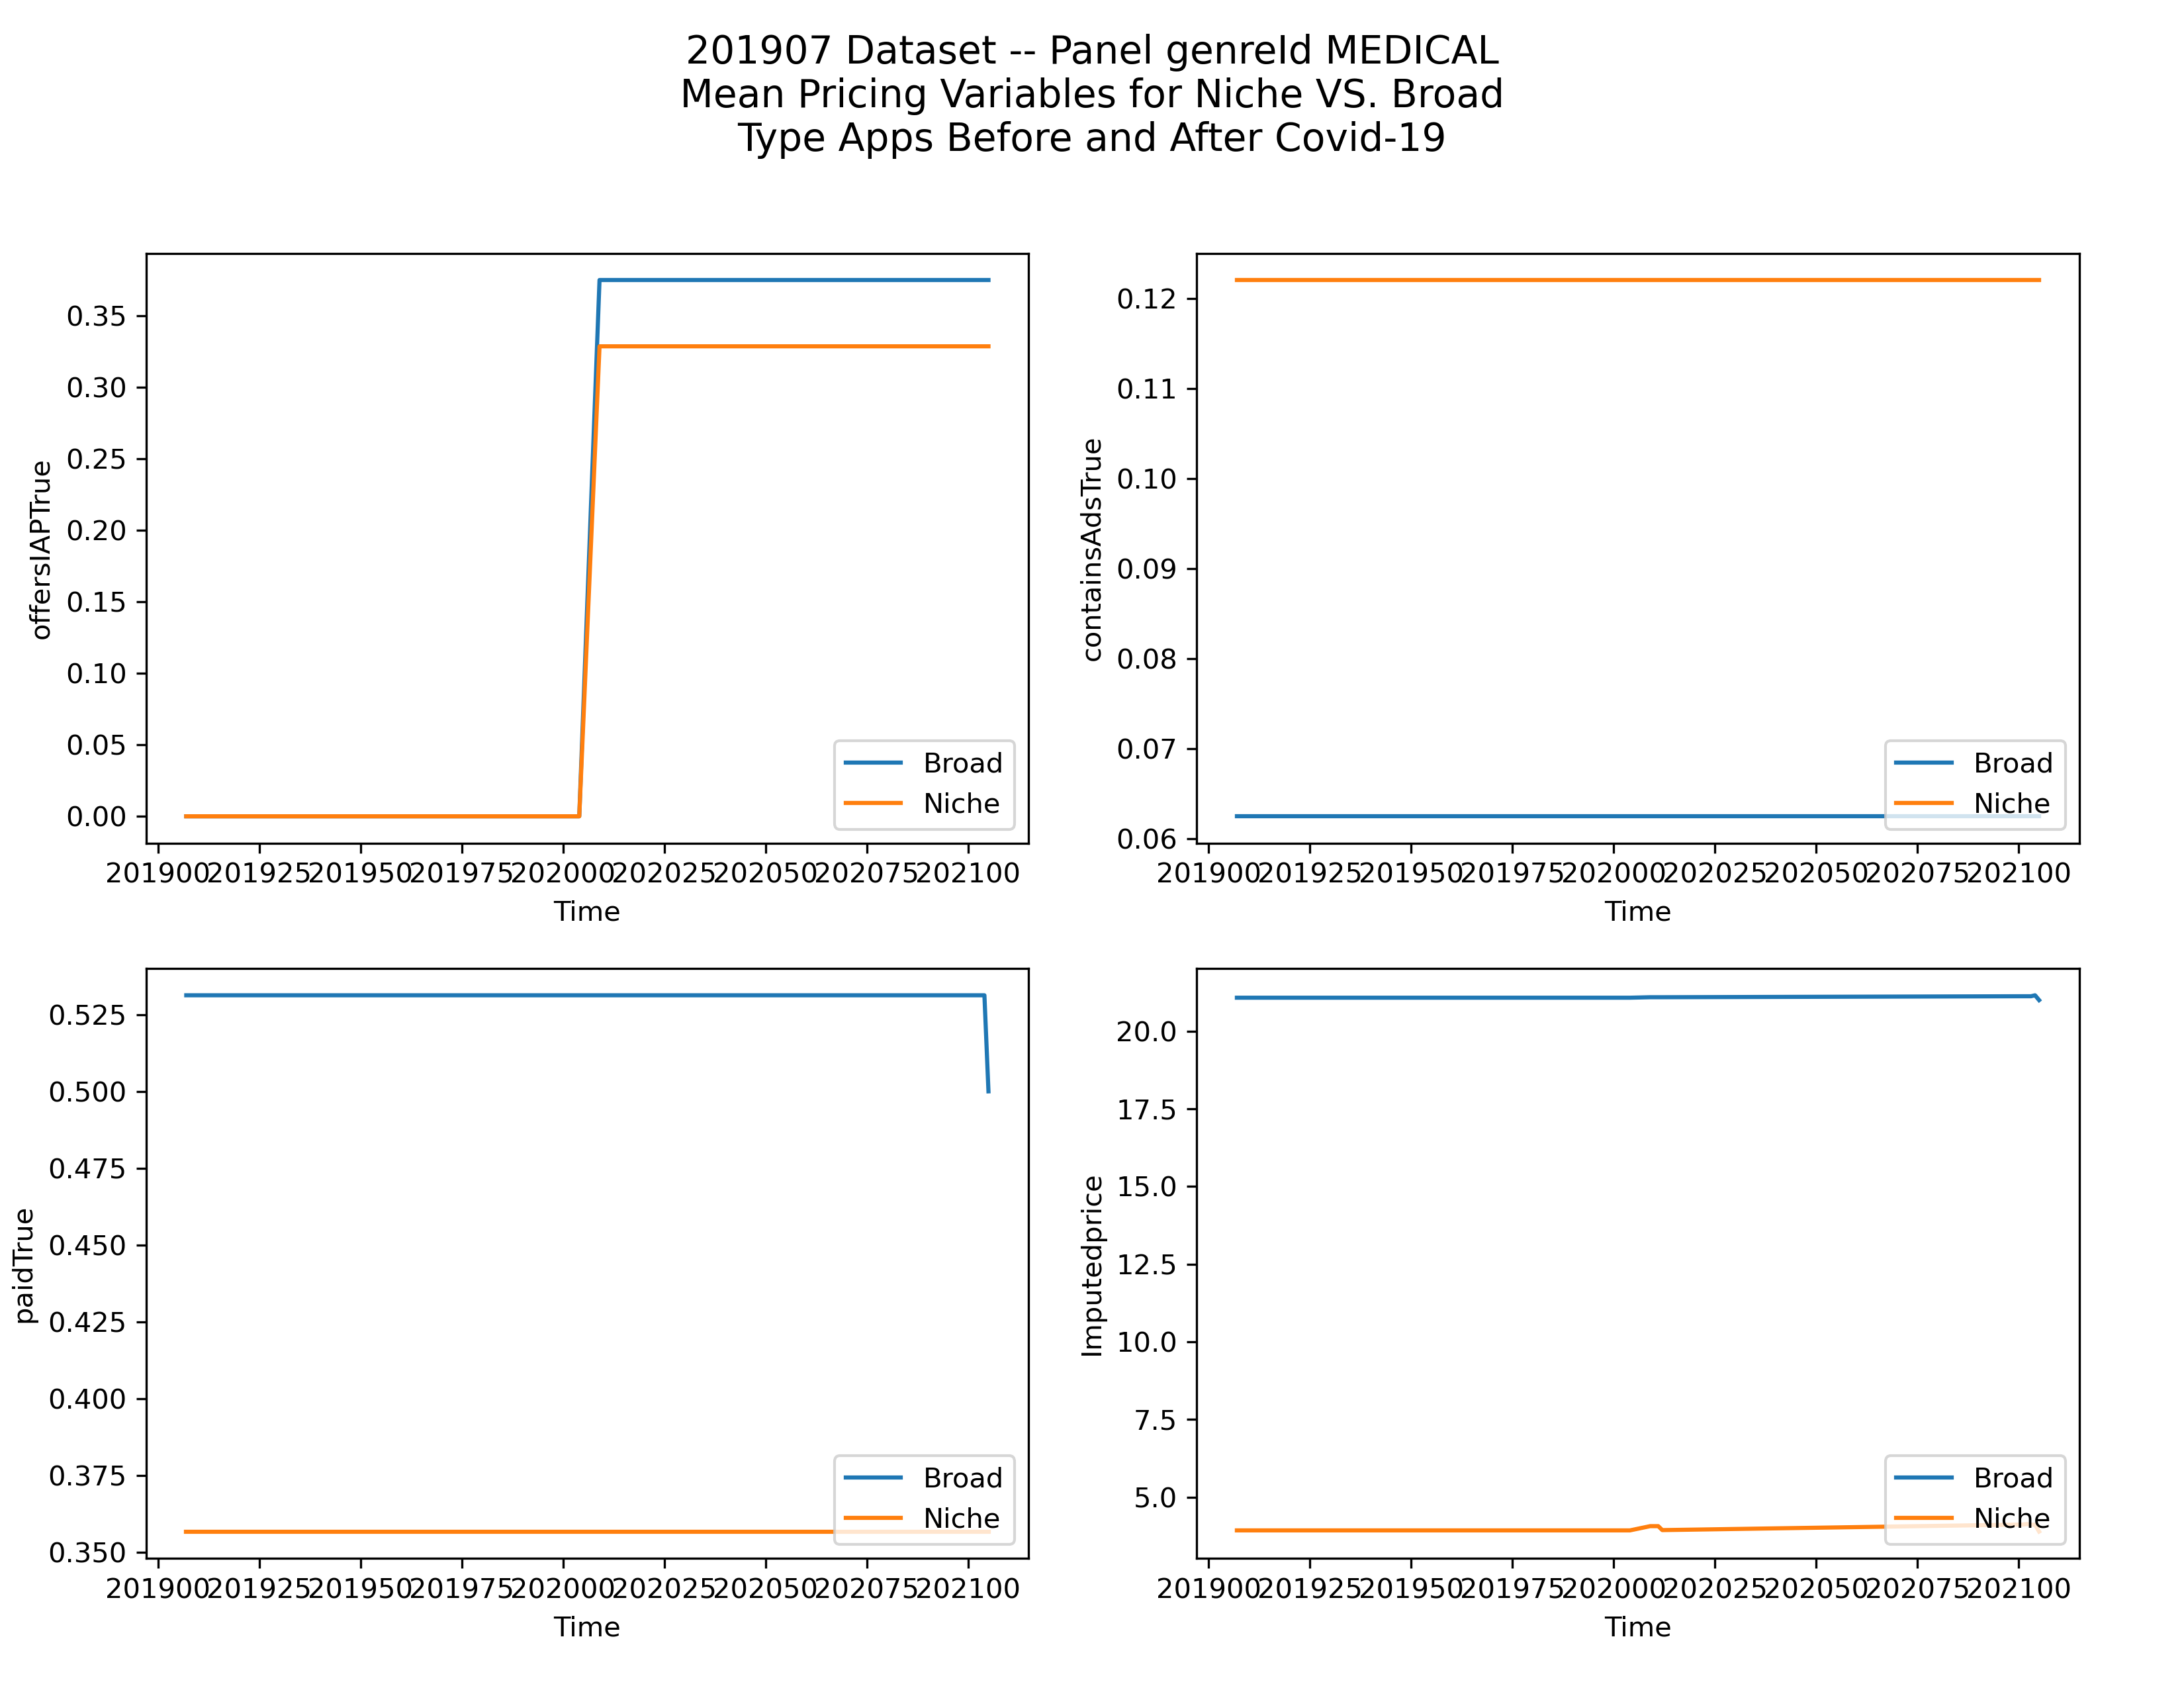 201907 Dataset -- Panel genreId MEDICAL
Mean Pricing Variables for Niche VS. Broad
Type Apps Before and After Covid-19
offersIAPTrue
0.35
0.30
0.25
0.20
0.15
0.10
0.05
0.00
Broad
Niche
201900 201925 201950 201975 202000 202025 202050 202075 202100
Time
containsAdsTrue
0.12
0.11
0.10
0.09
0.08
0.07
0.06
Broad
Niche
201900 201925 201950 201975 202000 202025 202050 202075 202100
Time
paidTrue
0.525
0.500
0.475
0.450
0.425
0.400
0.375
0.350
Broad
Niche
201900 201925 201950 201975 202000 202025 202050 202075 202100
Time
Imputedprice
20.0
17.5
15.0
12.5
10.0
7.5
5.0
Broad
Niche
201900 201925 201950 201975 202000 202025 202050 202075 202100
Time